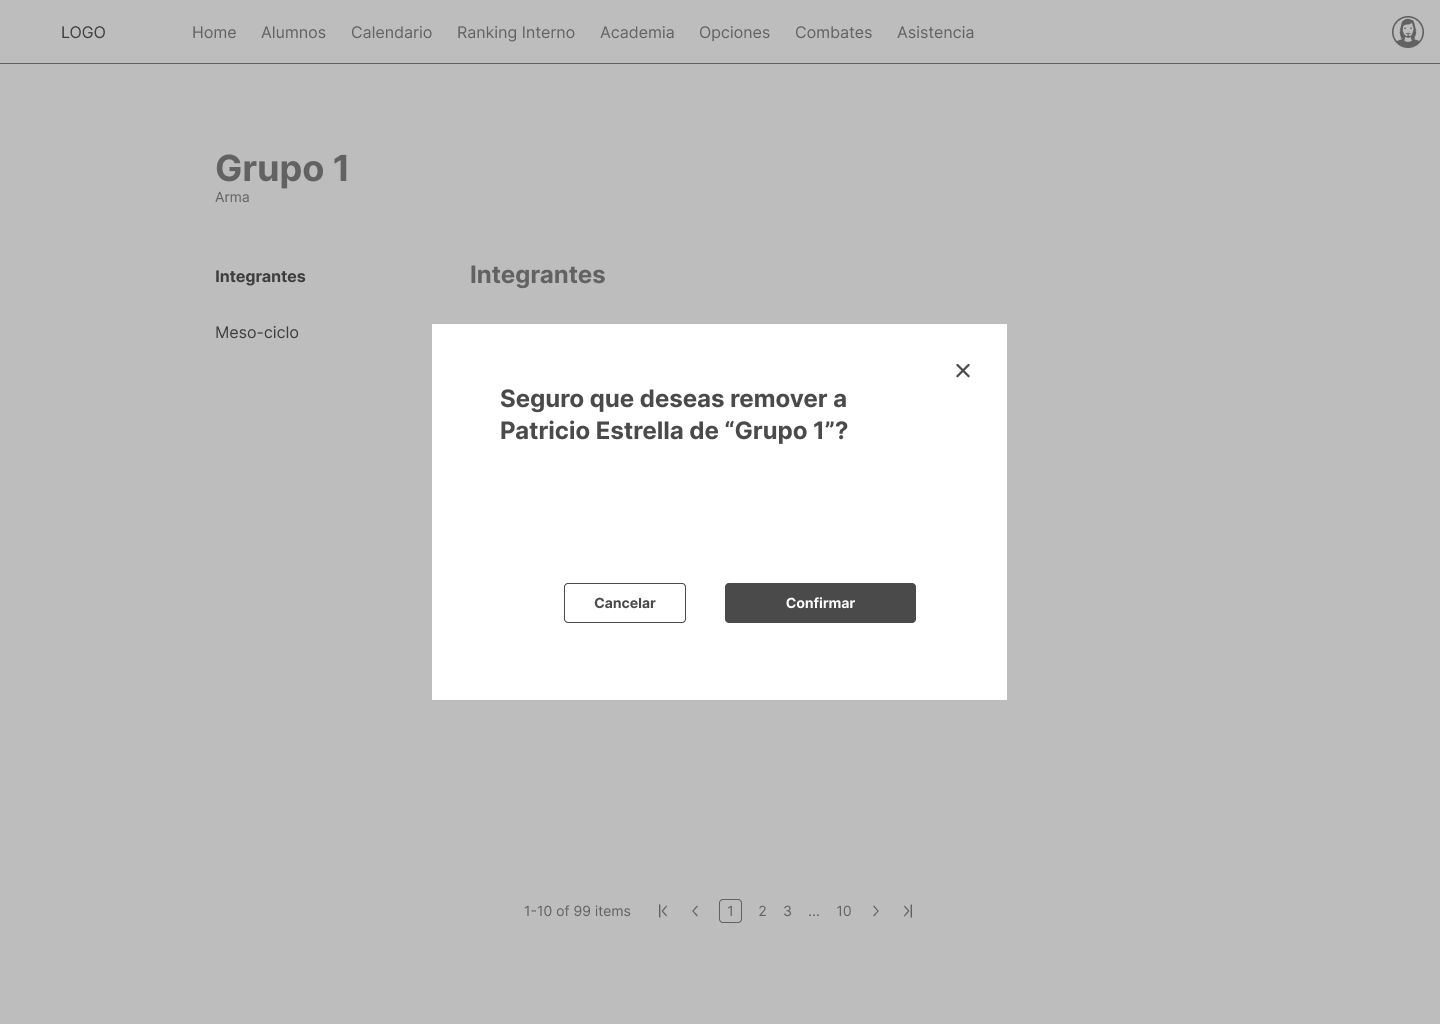 LOGO Home Alumnos Calendario Ranking Interno Academia Opciones Combates Asistencia
Grupo 1
Arma
Integrantes
Meso-ciclo
Integrantes
Seguro que deseas remover a
Patricio Estrella de “Grupo 1”?
Cancelar Confirmar
1-10 of 99 items 1 2 3 ... 10